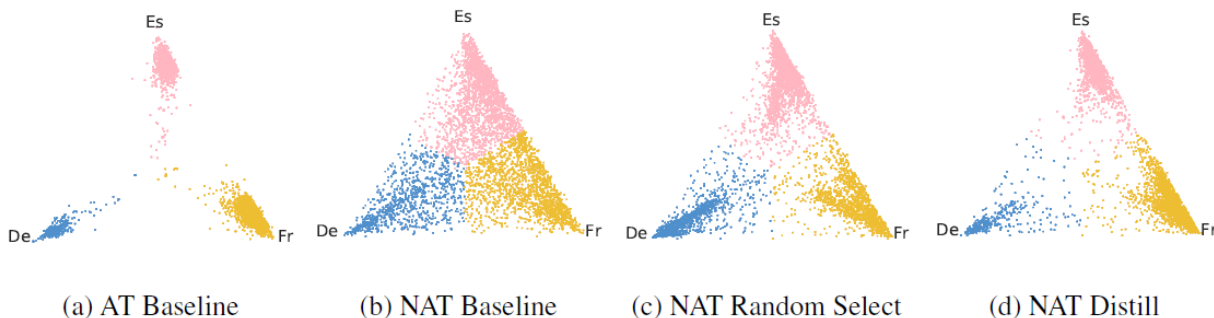 Es
De
Fr
(a) AT Baseline
Es
De
Fr
(b) NAT Baseline
Es
De
Fr
(c) NAT Random Select
Es
De
Fr
(d) NAT Distill